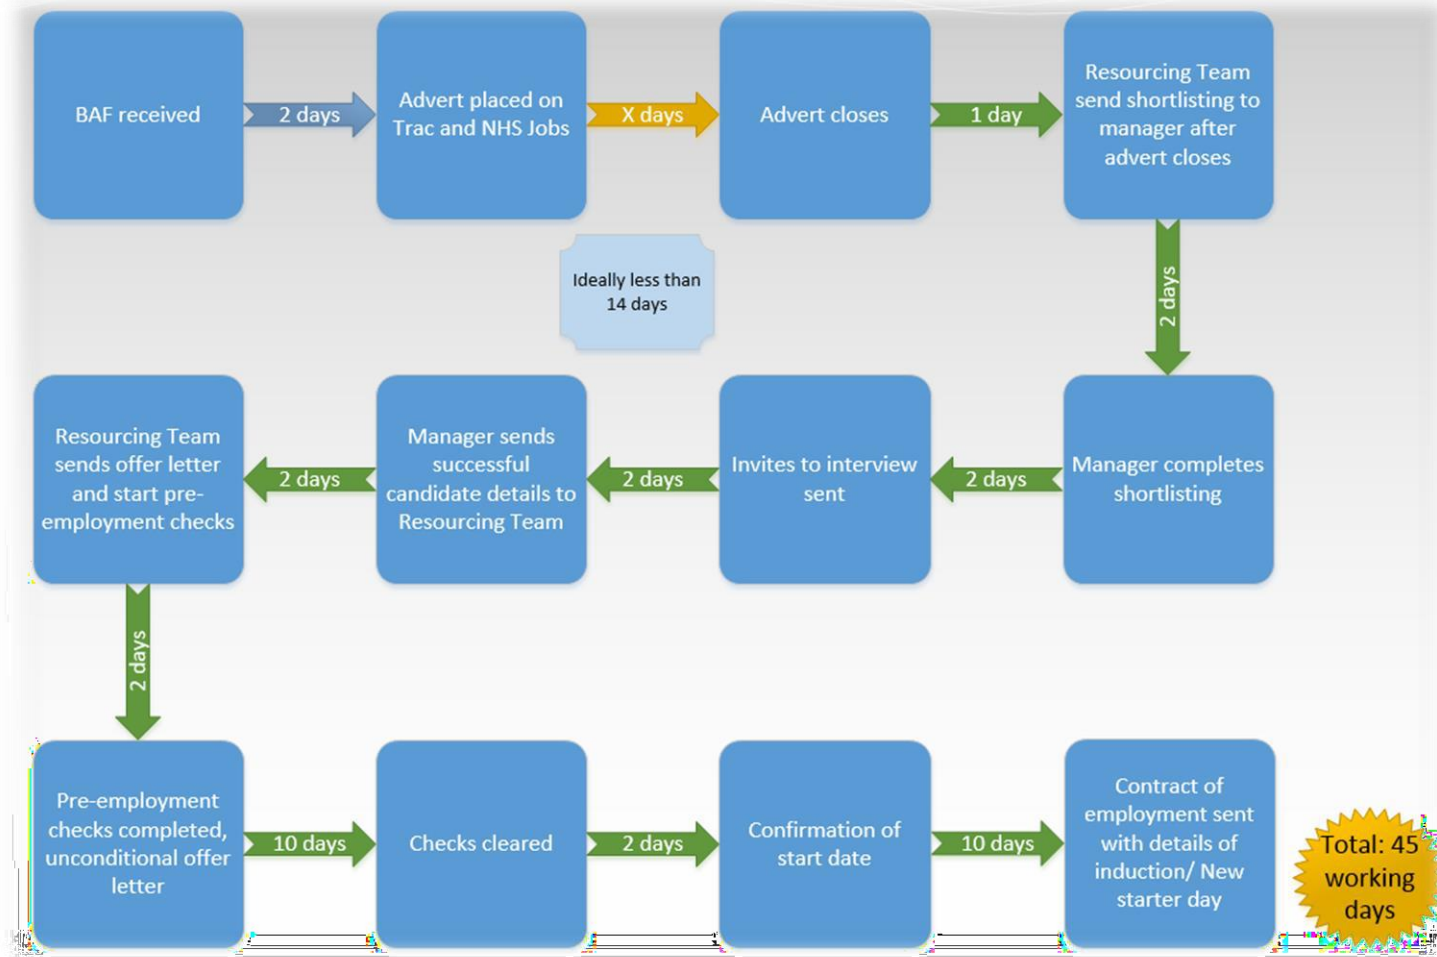 BAF received
2 days
Advert placed on
Trac and NHS Jobs
X days
Advert closes
1 day
Resourcing Team
send shortlisting to
manager after
advert closes
Ideally less than
14 days
2 days
Manager completes
shortlisting
2 days
Invites to interview
sent
2 days
Manager sends
successful
candidate details to
Resourcing Team
2 days
Resourcing Team
sends offer letter
and start pre-
employment checks
2 days
Pre-employment
checks completed,
unconditional offer
letter
10 days
Checks cleared
2 days
Confirmation of
start date
10 days
Contract of
employment sent
with details of
induction/ New
starter day
Total: 45
working
days